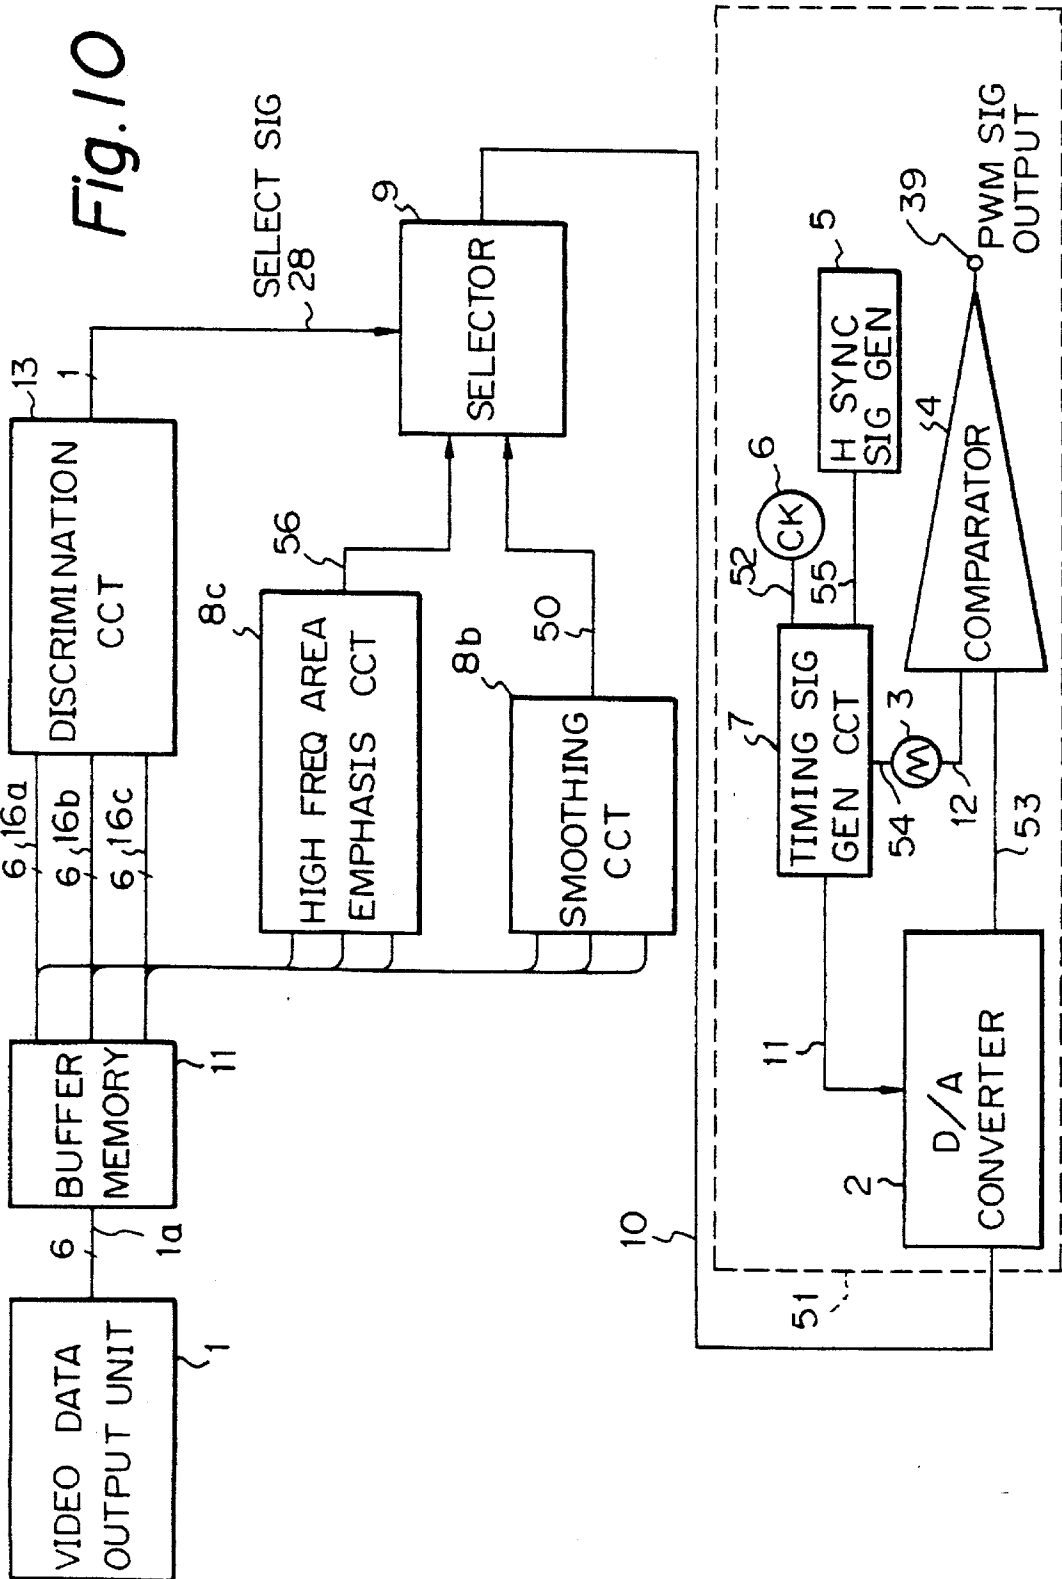 Fig.10
VIDEO DATA
OUTPUT UNIT
1
6
1a
BUFFER
MEMORY
11
6
16a
6
16b
6
16c
DISCRIMINATION
CCT
13
1
SELECT SIG
28
HIGH FREQ AREA
EMPHASIS CCT
8c
56
SMOOTHING
CCT
8b
50
SELECTOR
9
10
51
D/A
CONVERTER
2
11
TIMING SIG
GEN CCT
7
52
CK
6
55
H SYNC
SIG GEN
5
54
3
12
53
COMPARATOR
4
39
PWM SIG
OUTPUT